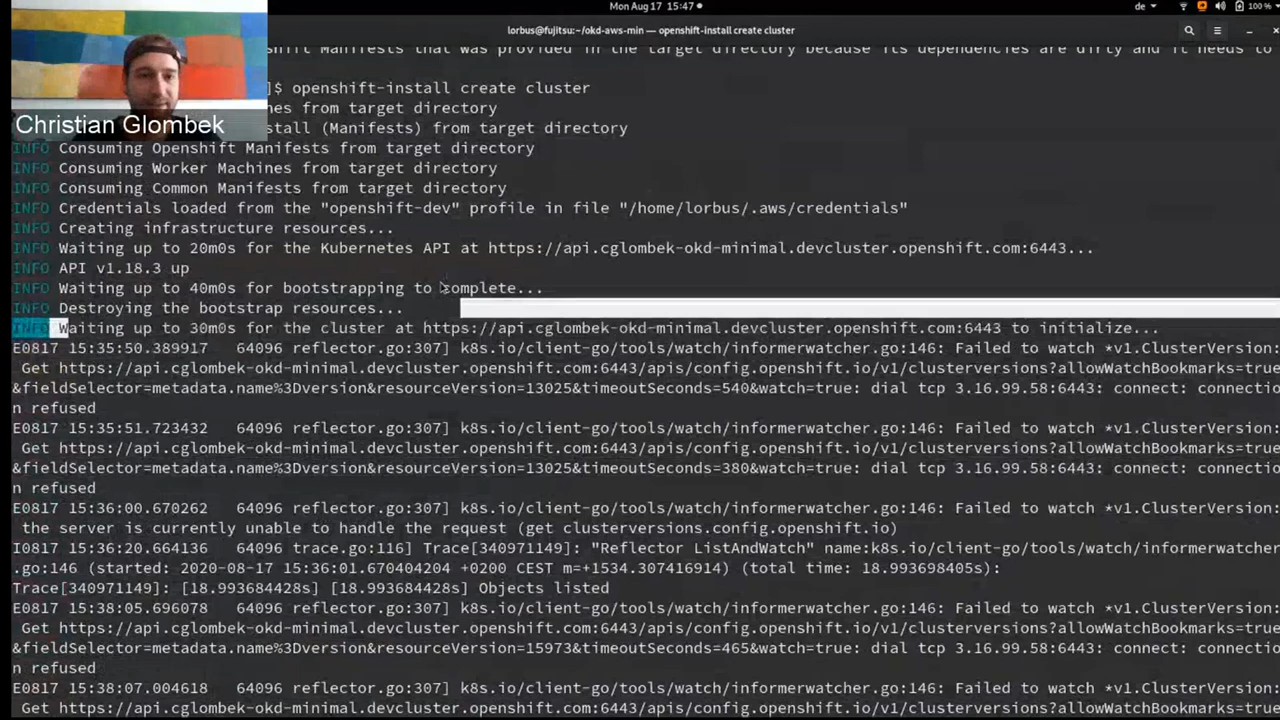 Mon Aug 17 15:47
de
100 %
lorbus@fujitsu:~/okd-aws-min — openshift-install create cluster
shift Manifests that was provided in the target directory because its dependencies are dirty and it needs to
]$ openshift-install create cluster
Christian Glombek
nes from target directory
stall (Manifests) from target directory
INFO Consuming Openshift Manifests from target directory
INFO Consuming Worker Machines from target directory
INFO Consuming Common Manifests from target directory
INFO Credentials loaded from the "openshift-dev" profile in file "/home/lorbus/.aws/credentials"
INFO Creating infrastructure resources...
INFO Waiting up to 20m0s for the Kubernetes API at https://api.cglombek-okd-minimal.devcluster.openshift.com:6443...
INFO API v1.18.3 up
INFO Waiting up to 40m0s for bootstrapping to complete...
INFO Destroying the bootstrap resources...
INFO Waiting up to 30m0s for the cluster at https://api.cglombek-okd-minimal.devcluster.openshift.com:6443 to initialize...
E0817 15:35:50.389917   64096 reflector.go:307] k8s.io/client-go/tools/watch/informerwatcher.go:146: Failed to watch *v1.ClusterVersion:
Get https://api.cglombek-okd-minimal.devcluster.openshift.com:6443/apis/config.openshift.io/v1/clusterversions?allowWatchBookmarks=true
&fieldSelector=metadata.name%3Dversion&resourceVersion=13025&timeoutSeconds=540&watch=true: dial tcp 3.16.99.58:6443: connect: connectio
n refused
E0817 15:35:51.723432   64096 reflector.go:307] k8s.io/client-go/tools/watch/informerwatcher.go:146: Failed to watch *v1.ClusterVersion:
Get https://api.cglombek-okd-minimal.devcluster.openshift.com:6443/apis/config.openshift.io/v1/clusterversions?allowWatchBookmarks=true
&fieldSelector=metadata.name%3Dversion&resourceVersion=13025&timeoutSeconds=380&watch=true: dial tcp 3.16.99.58:6443: connect: connectio
n refused
E0817 15:36:00.670262   64096 reflector.go:307] k8s.io/client-go/tools/watch/informerwatcher.go:146: Failed to watch *v1.ClusterVersion:
the server is currently unable to handle the request (get clusterversions.config.openshift.io)
I0817 15:36:20.664136   64096 trace.go:116] Trace[340971149]: "Reflector ListAndWatch" name:k8s.io/client-go/tools/watch/informerwatcher
.go:146 (started: 2020-08-17 15:36:01.670404204 +0200 CEST m=+1534.307416914) (total time: 18.993698405s):
Trace[340971149]: [18.993684428s] [18.993684428s] Objects listed
E0817 15:38:05.696078   64096 reflector.go:307] k8s.io/client-go/tools/watch/informerwatcher.go:146: Failed to watch *v1.ClusterVersion:
Get https://api.cglombek-okd-minimal.devcluster.openshift.com:6443/apis/config.openshift.io/v1/clusterversions?allowWatchBookmarks=true
&fieldSelector=metadata.name%3Dversion&resourceVersion=15973&timeoutSeconds=465&watch=true: dial tcp 3.16.99.58:6443: connect: connectio
n refused
E0817 15:38:07.004618   64096 reflector.go:307] k8s.io/client-go/tools/watch/informerwatcher.go:146: Failed to watch *v1.ClusterVersion:
Get https://api.cglombek-okd-minimal.devcluster.openshift.com:6443/apis/config.openshift.io/v1/clusterversions?allowWatchBookmarks=true